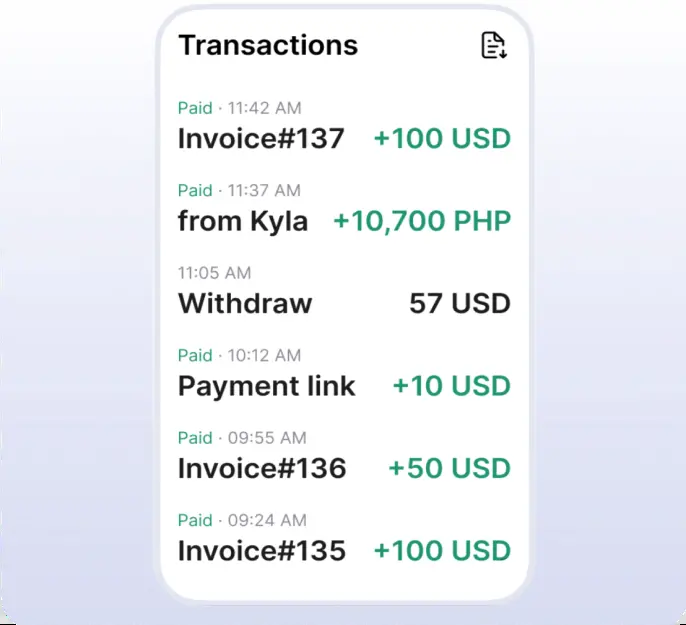 Transactions
Paid · 11:42 AM
Invoice#137 +100 USD
Paid · 11:37 AM
from Kyla +10,700 PHP
11:05 AM
Withdraw 57 USD
Paid · 10:12 AM
Payment link +10 USD
Paid · 09:55 AM
Invoice#136 +50 USD
Paid · 09:24 AM
Invoice#135 +100 USD